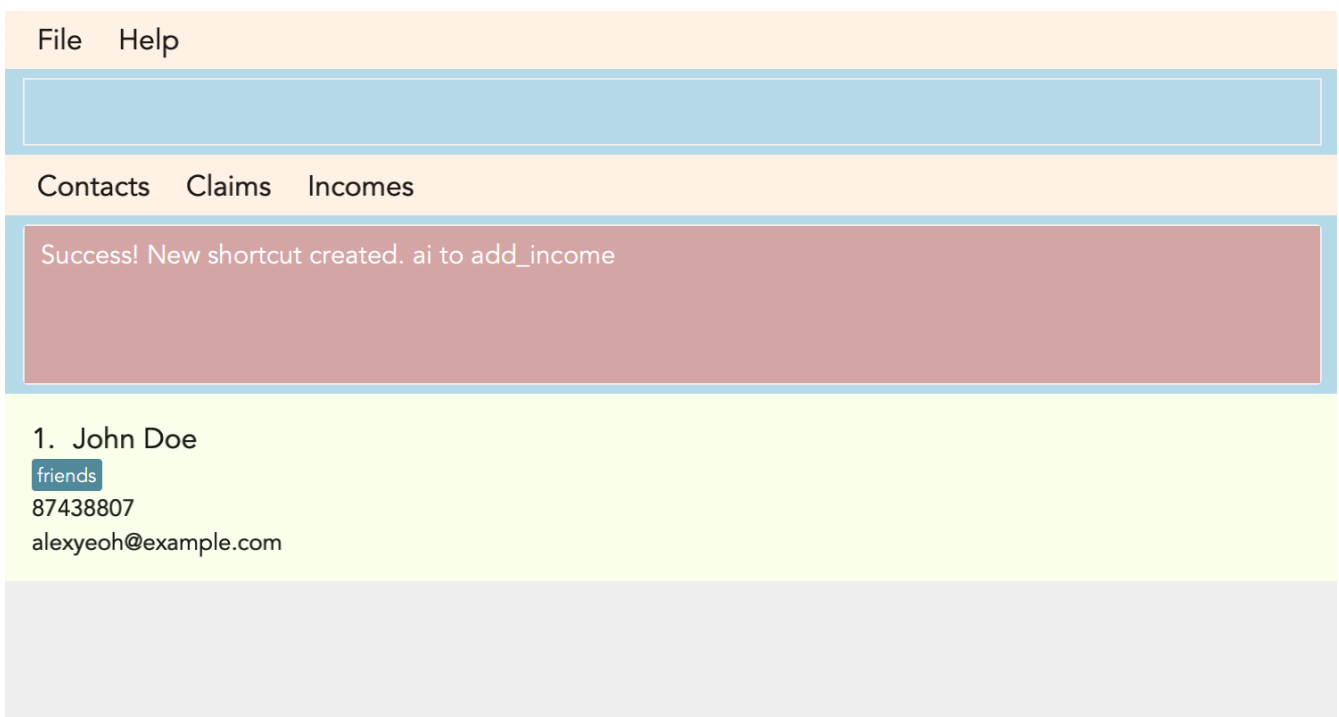 File Help
Contacts Claims Incomes
Success! New shortcut created. ai to add_income
1. John Doe
friends
87438807
alexyeoh@example.com